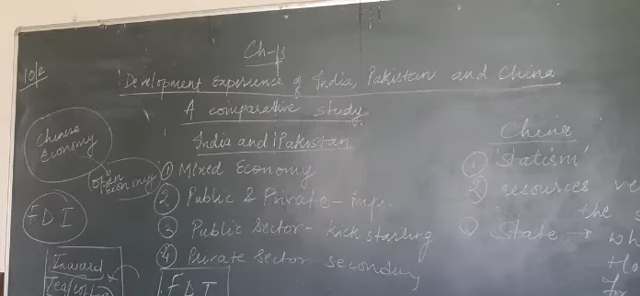 10/2
Ch-
Development Experience of India, Pakistan and China
A comparative study
India and Pakistan
① Mixed Economy
② Public & Private - imp.
3 Public Sector - kick starting
④ Private Sector secondary
FDI
Chinese
Economy
Open
Economy
FDI
Inward
China
① 'Statism'
② resources
the
State →